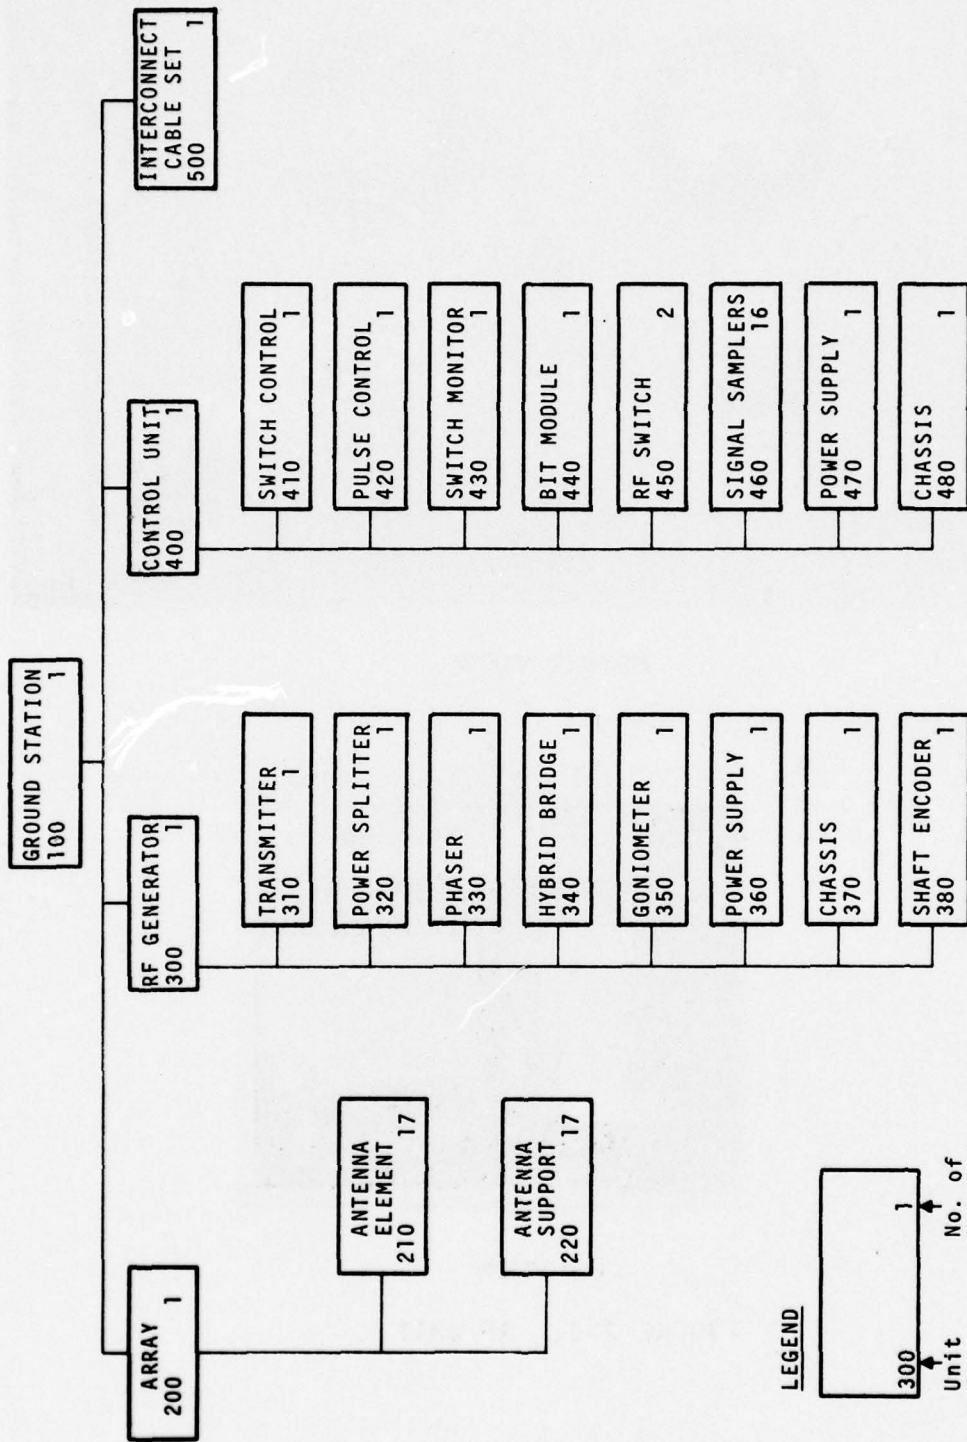 GROUND STATION
100 1
ARRAY
200 1
RF GENERATOR
300 1
CONTROL UNIT
400 1
INTERCONNECT
CABLE SET
500 1
ANTENNA
ELEMENT
210 17
ANTENNA
SUPPORT
220 17
TRANSMITTER
310 1
POWER SPLITTER
320 1
PHASER
330 1
HYBRID BRIDGE
340 1
GONIOMETER
350 1
POWER SUPPLY
360 1
CHASSIS
370 1
SHAFT ENCODER
380 1
SWITCH CONTROL
410 1
PULSE CONTROL
420 1
SWITCH MONITOR
430 1
BIT MODULE
440 1
RF SWITCH
450 2
SIGNAL SAMPLERS
460 16
POWER SUPPLY
470 1
CHASSIS
480 1
LEGEND
300 1
Unit No. of